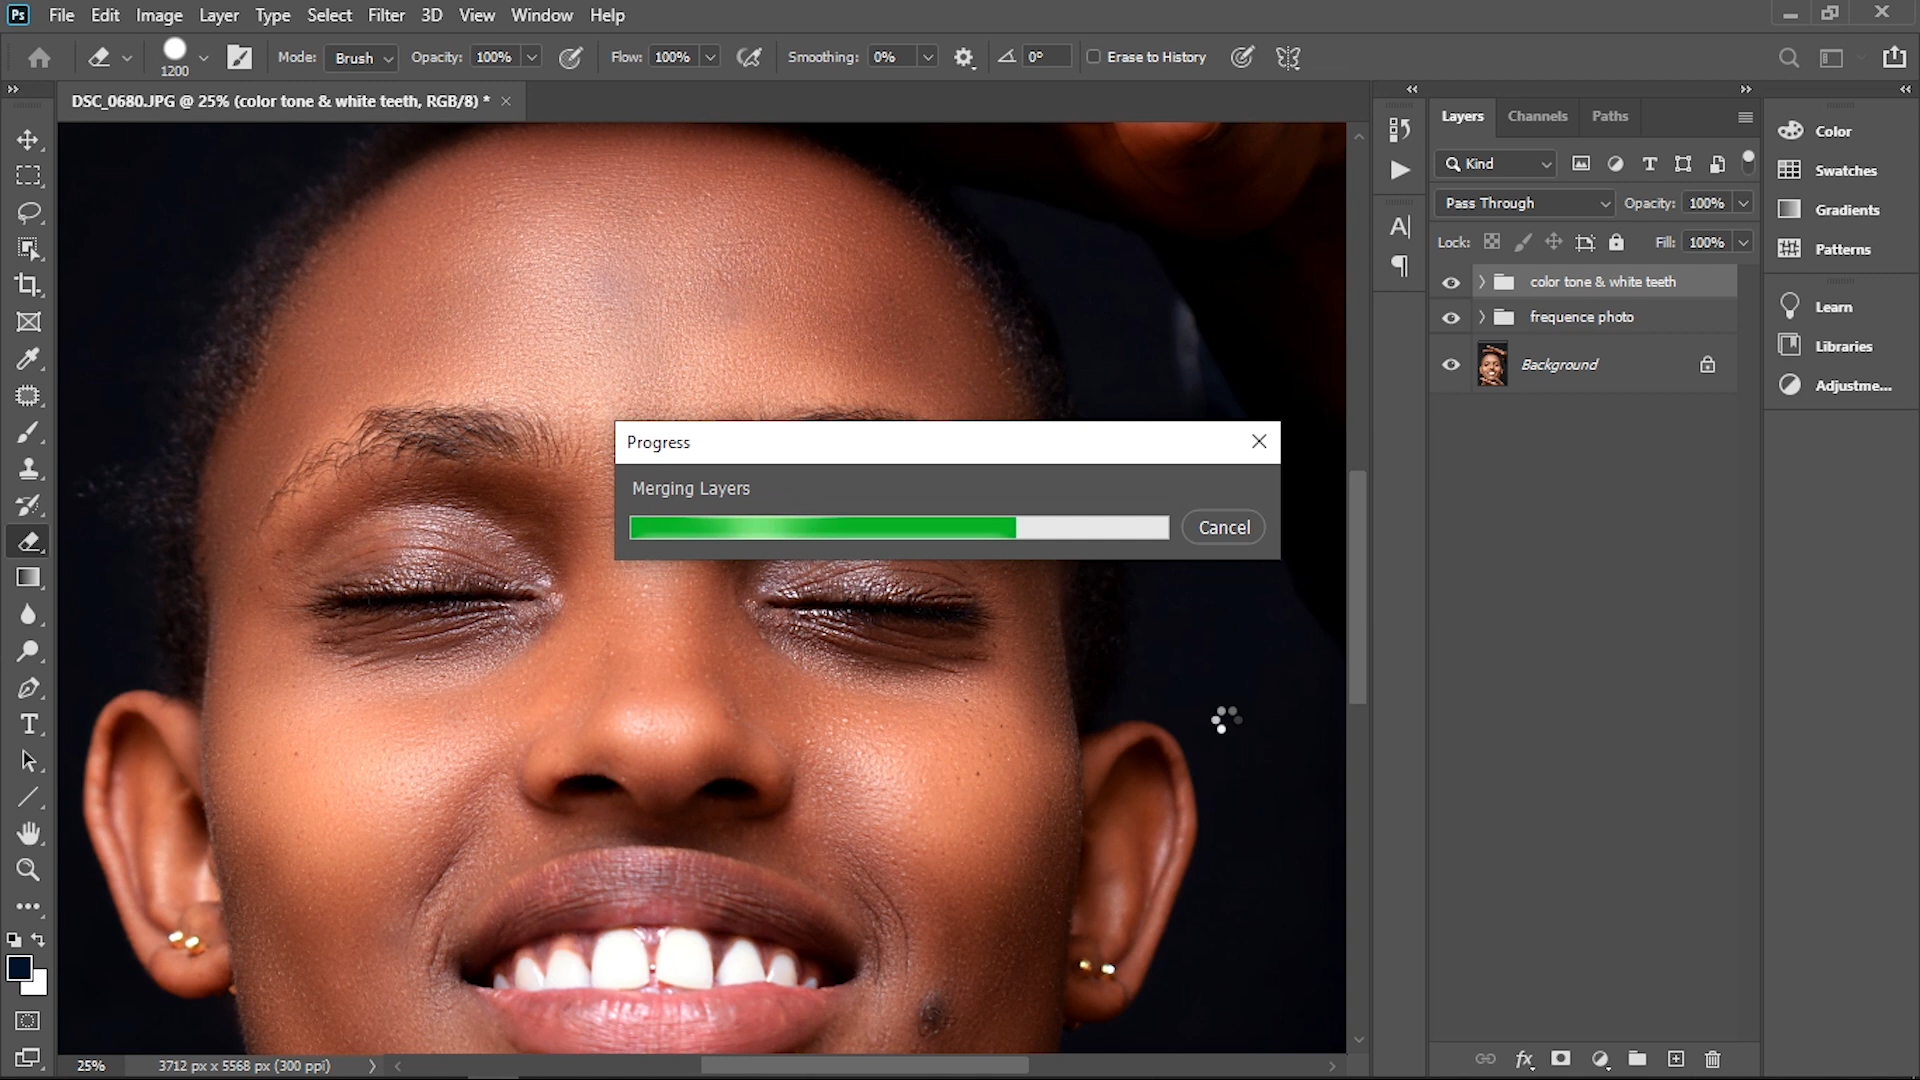 Ps File Edit Image Layer Type Select Filter 3D View Window Help
1200 Mode: Brush Opacity: 100% Flow: 100% Smoothing: 0% 0° Erase to History
DSC_0680.JPG @ 25% (color tone & white teeth, RGB/8) *
Layers Channels Paths
Kind
Pass Through Opacity: 100%
Lock: Fill: 100%
color tone & white teeth
frequence photo
Background
Color
Swatches
Gradients
Patterns
Learn
Libraries
Adjustme...
Progress
Merging Layers
Cancel
25% 3712 px x 5568 px (300 ppi)